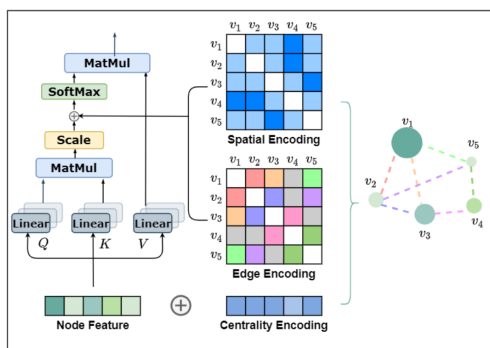 MatMul
SoftMax
Scale
MatMul
Linear Linear Linear
Q K V
Node Feature
v1 v2 v3 v4 v5
v1
v2
v3
v4
v5
Spatial Encoding
v1 v2 v3 v4 v5
v1
v2
v3
v4
v5
Edge Encoding
Centrality Encoding
v1
v5
v2
v3
v4